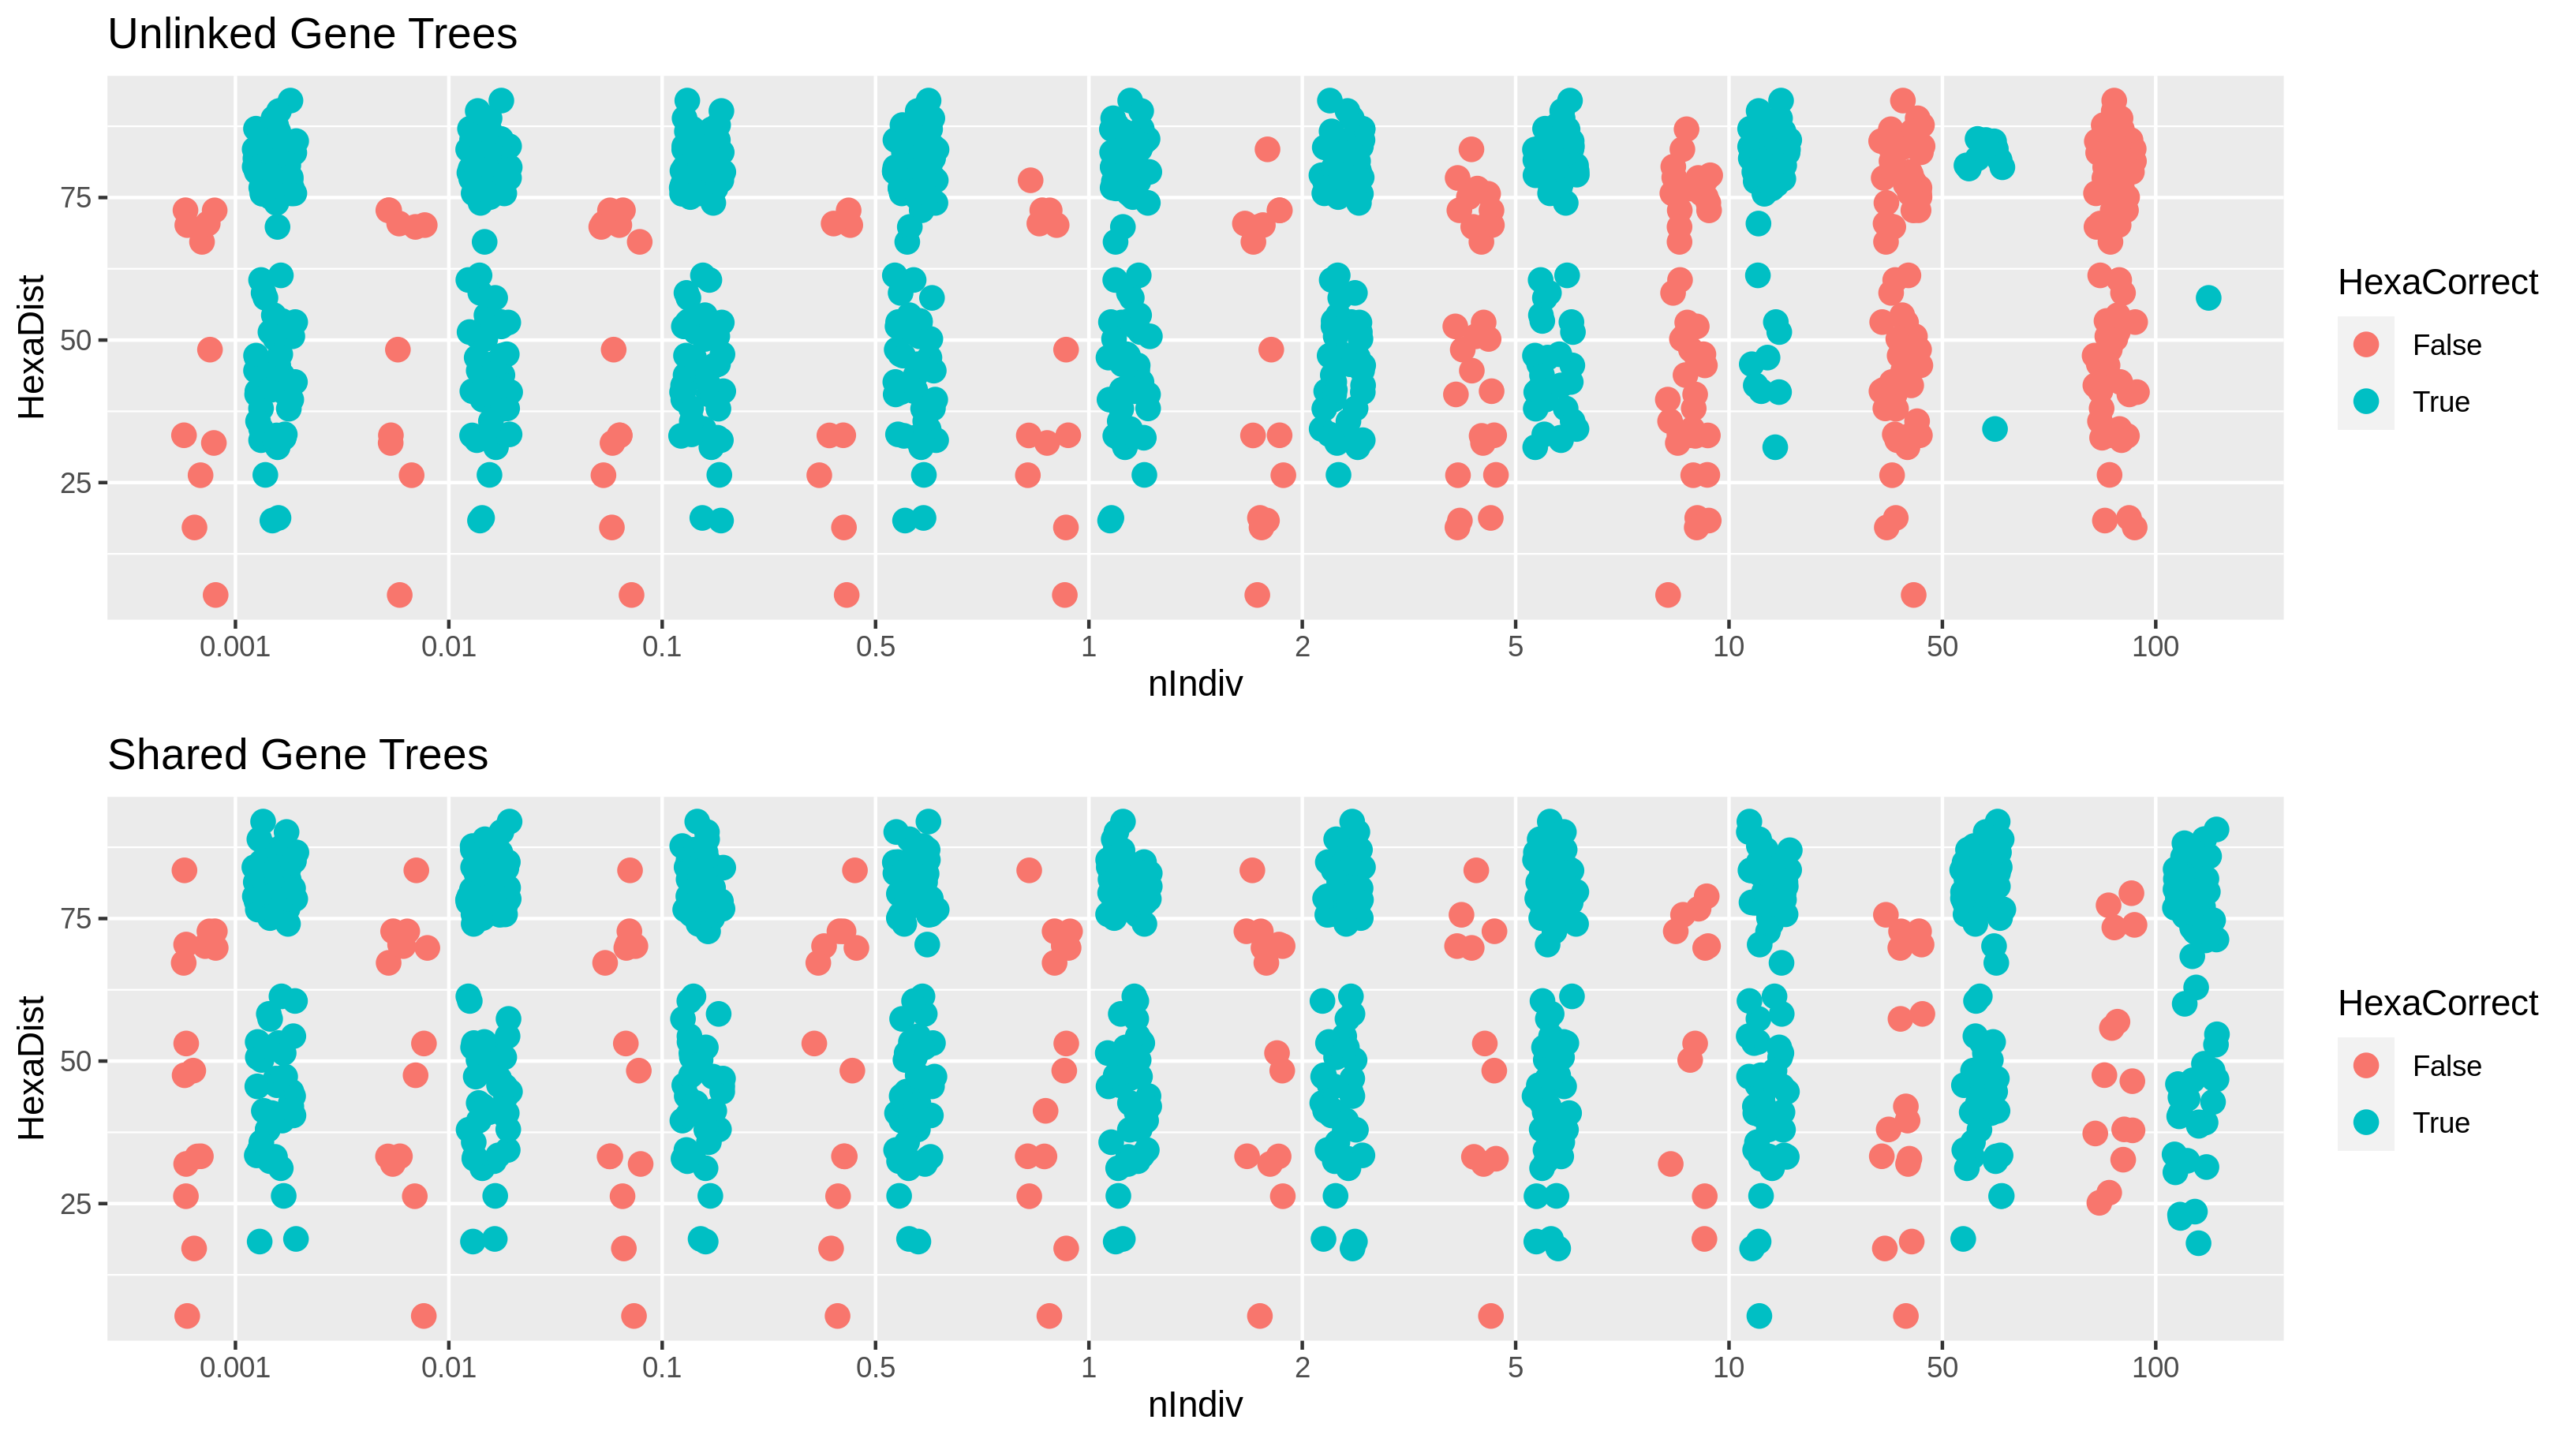 Unlinked Gene Trees
HexaDist
75
50
25
0.001 0.01 0.1 0.5 1 2 5 10 50 100
nIndiv
HexaCorrect
False
True
Shared Gene Trees
HexaDist
75
50
25
0.001 0.01 0.1 0.5 1 2 5 10 50 100
nIndiv
HexaCorrect
False
True